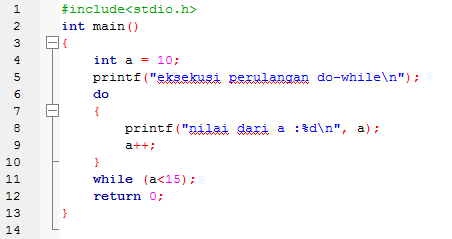 1 #include<stdio.h>
2 int main()
3 {
4 int a = 10;
5 printf("eksekusi perulangan do-while\n");
6 do
7 {
8 printf("nilai dari a :%d\n", a);
9 a++;
10 }
11 while (a<15);
12 return 0;
13 }
14